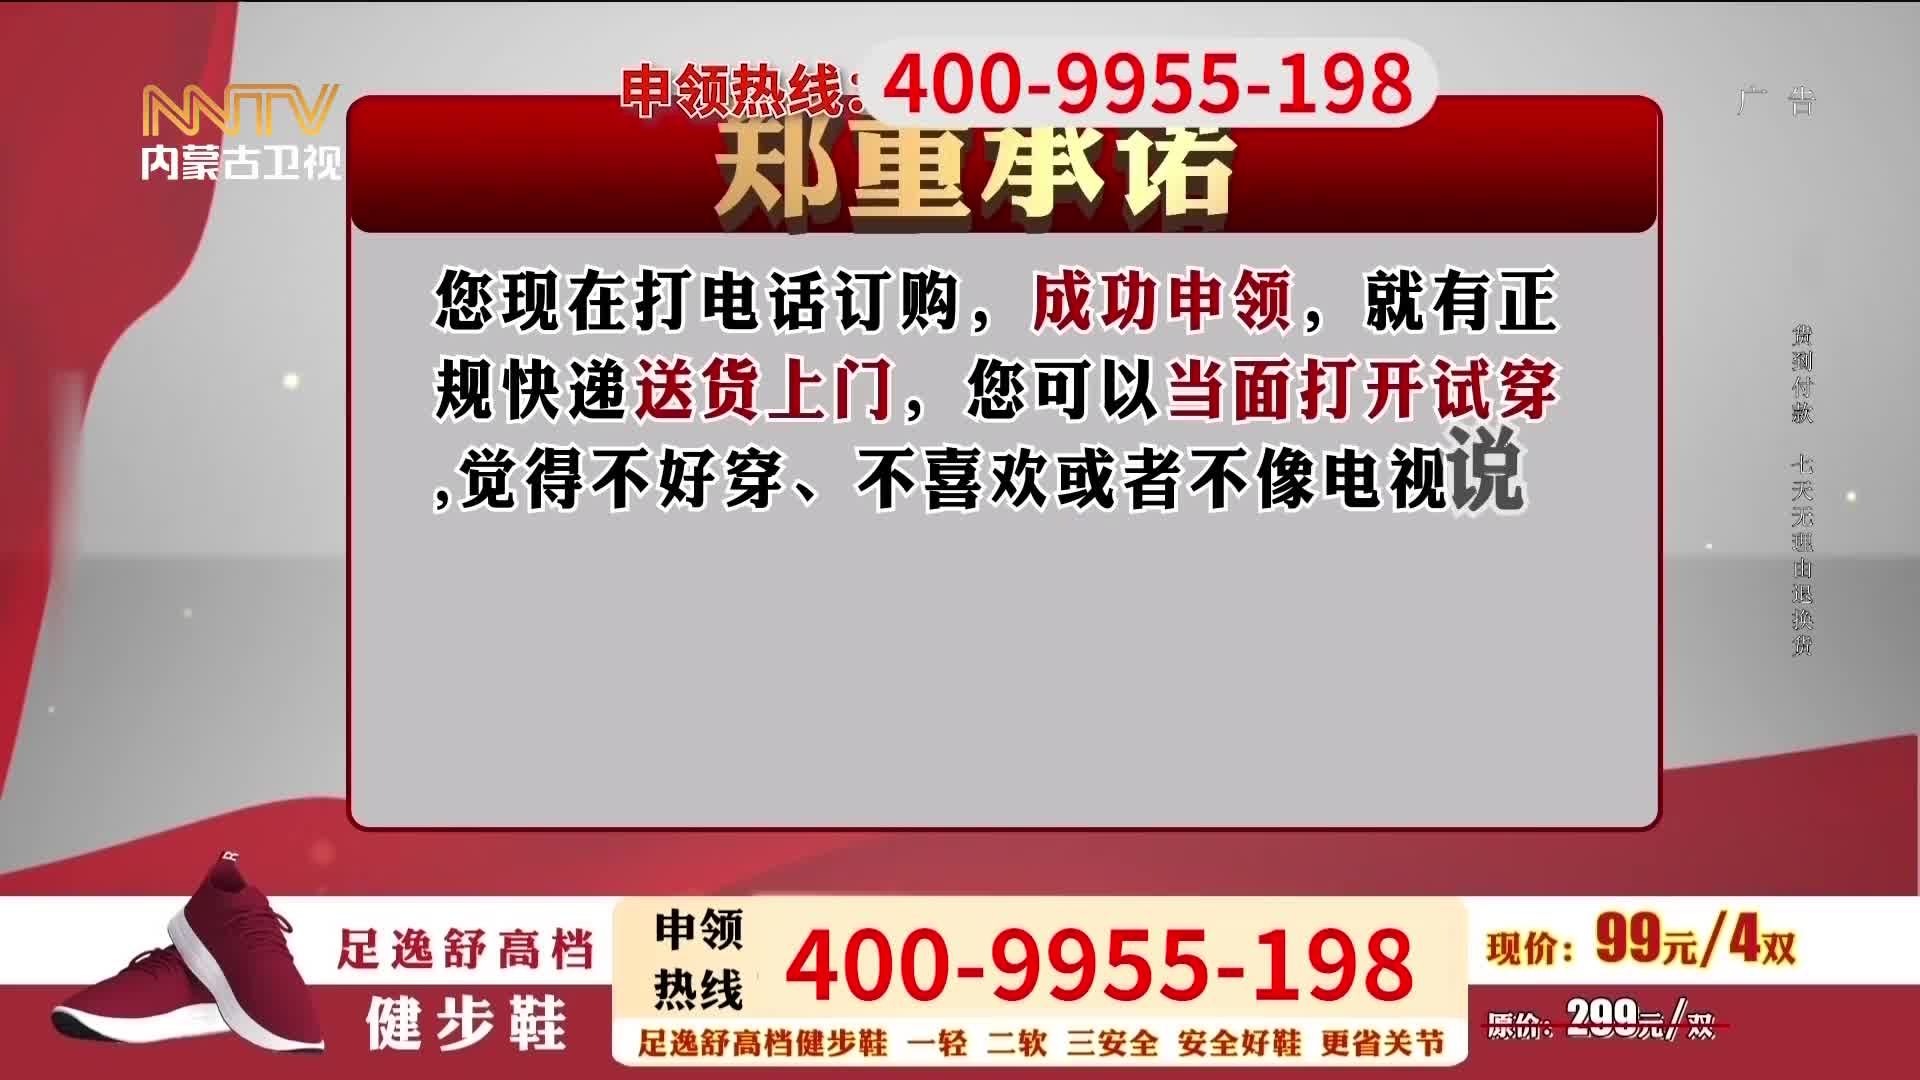 申领热线：400-9955-198
NNTV
内蒙古卫视
广告
郑重承诺
您现在打电话订购，成功申领，就有正
规快递送货上门，您可以当面打开试穿
,觉得不好穿、不喜欢或者不像电视说
货到付款 七天无理由退换货
R
足逸舒高档
健步鞋
申领
热线：
400-9955-198
足逸舒高档健步鞋 一轻 二软 三安全 安全好鞋 更省关节
现价：99元/4双
原价：299元/双